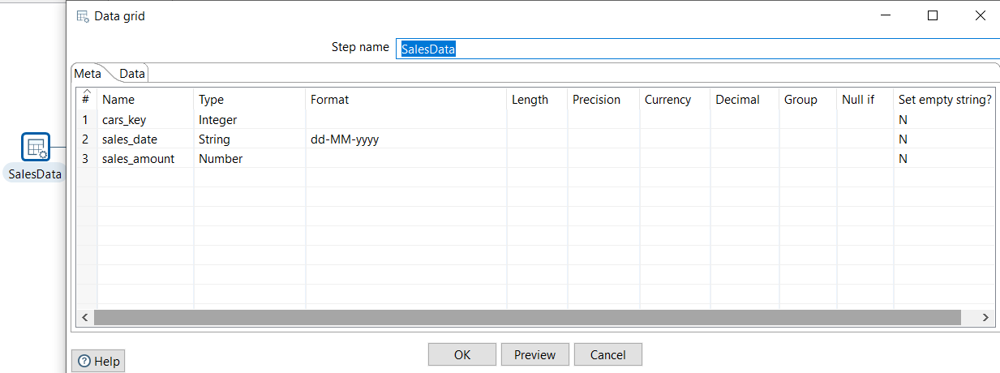 Data grid
Step name SalesData
Meta Data
# Name Type Format Length Precision Currency Decimal Group Null if Set empty string?
1 cars_key Integer N
2 sales_date String dd-MM-yyyy N
3 sales_amount Number N
SalesData
OK Preview Cancel
? Help